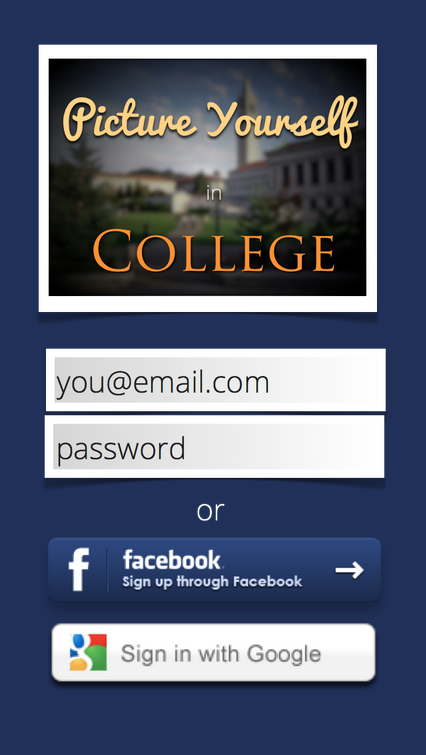 Picture Yourself
in
COLLEGE
you@email.com
password
or
f
facebook
Sign up through Facebook
Sign in with Google